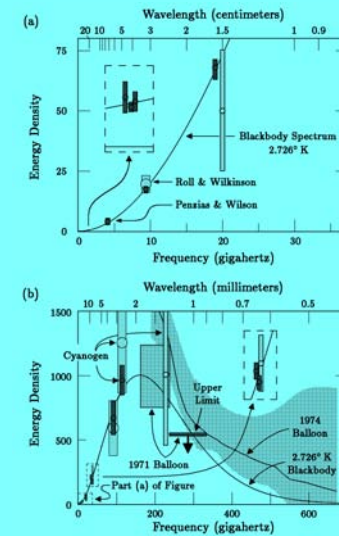 Wavelength (centimeters)
(a)
20 10 5 3 2 1.5 1 0.9
75
50
25
0
Energy Density
Blackbody Spectrum
2.726° K
Roll & Wilkinson
Penzias & Wilson
0 10 20 30
Frequency (gigahertz)
Wavelength (millimeters)
(b)
10 5 3 2 1 0.7 0.6 0.5
1500
1000
500
0
Energy Density
Cyanogen
Upper
Limit
1974
Balloon
1971 Balloon
2.726° K
Blackbody
Part (a) of Figure
0 200 400 600
Frequency (gigahertz)